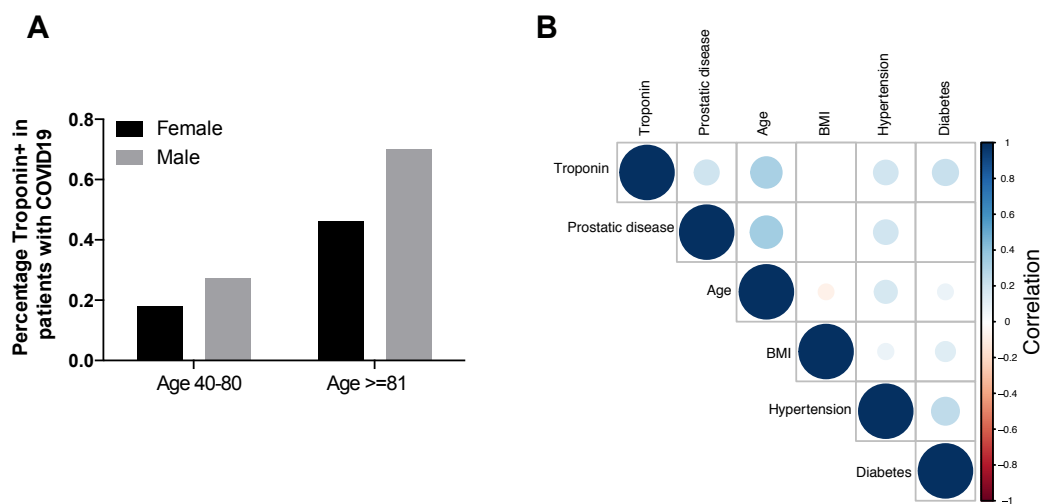 A
Percentage Troponin+ in
patients with COVID19
0.8
0.6
0.4
0.2
0.0
Female
Male
Age 40-80
Age >=81
B
Troponin
Prostatic disease
Age
BMI
Hypertension
Diabetes
Troponin
Prostatic disease
Age
BMI
Hypertension
Diabetes
1
0.8
0.6
0.4
0.2
0
−0.2
−0.4
−0.6
−0.8
−1
Correlation